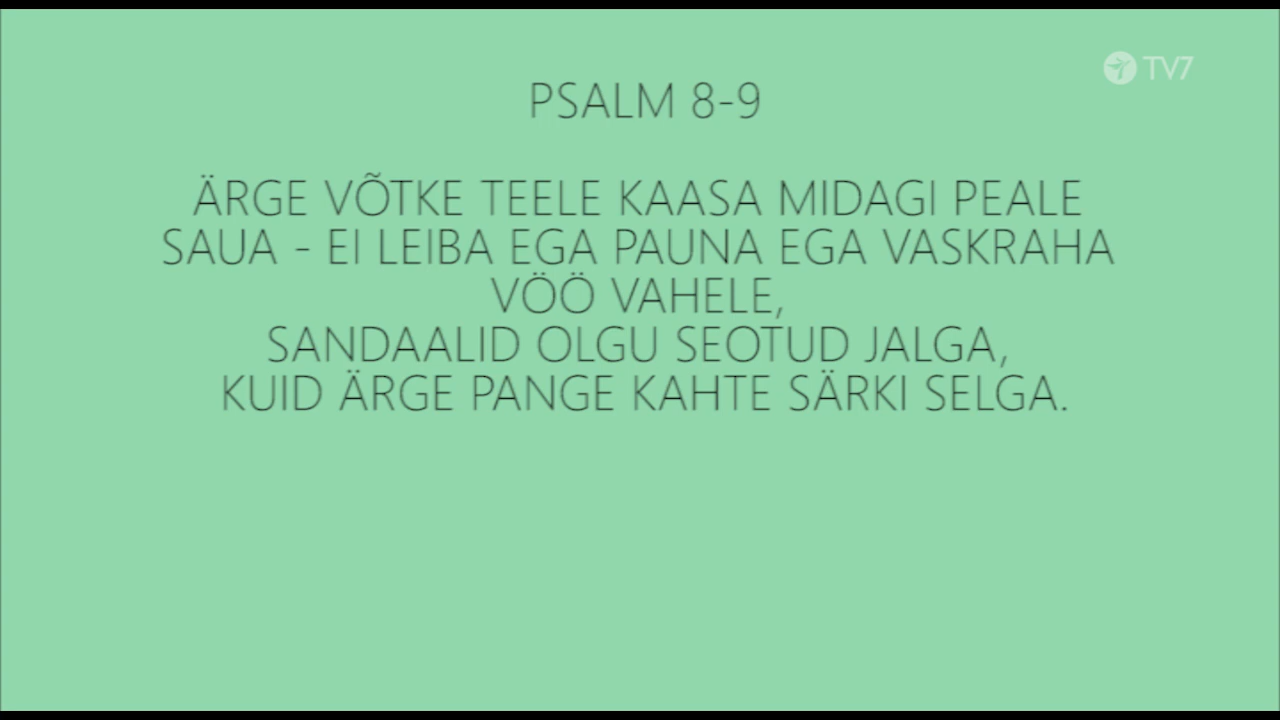 TV7
PSALM 8-9
ÄRGE VÕTKE TEELE KAASA MIDAGI PEALE
SAUA - EI LEIBA EGA PAUNA EGA VASKRAHA
VÖÖ VAHELE,
SANDAALID OLGU SEOTUD JALGA,
KUID ÄRGE PANGE KAHTE SÄRKI SELGA.